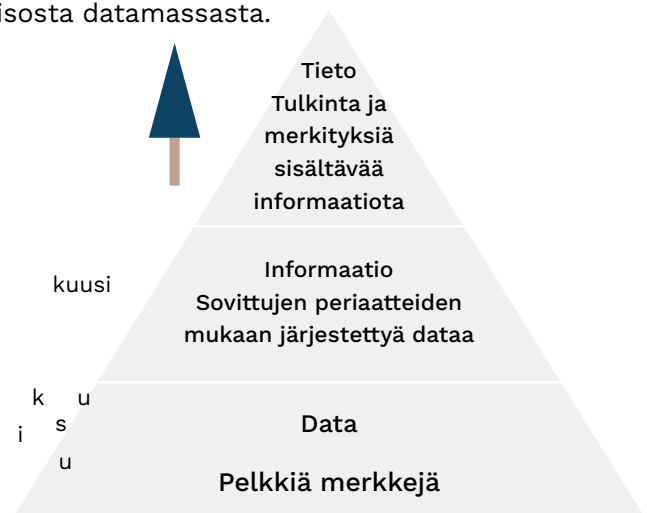 isosta datamassasta.
Tieto
Tulkinta ja
merkityksiä
sisältävää
informaatiota
kuusi
Informaatio
Sovittujen periaatteiden
mukaan järjestettyä dataa
k u
i s
u
Data
Pelkkiä merkkejä